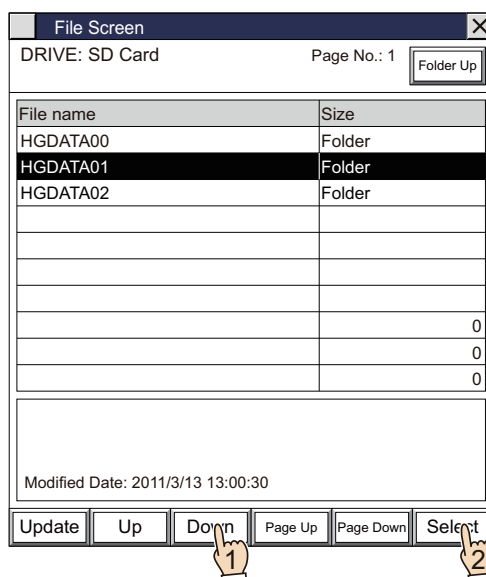 File Screen
DRIVE: SD Card Page No.: 1 Folder Up
File name Size
HGDATA00 Folder
HGDATA01 Folder
HGDATA02 Folder
0
0
0
Modified Date: 2011/3/13 13:00:30
Update Up Down Page Up Page Down Select
1 2